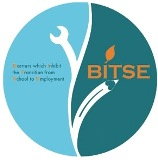 Barriers which Inhibit
the Transition from
School to Employment
BITSE